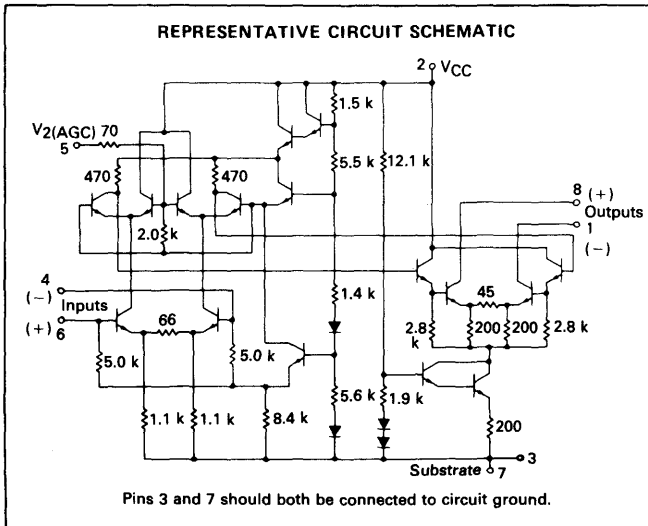 REPRESENTATIVE CIRCUIT SCHEMATIC
2 VCC
1.5 k
V2(AGC) 70
5
5.5 k
12.1 k
470
470
8 (+)
Outputs
1
(-)
2.0 k
4
(-)
Inputs
(+)
6
1.4 k
45
66
2.8 k
200
200
2.8 k
5.0 k
5.0 k
5.6 k
1.9 k
1.1 k
1.1 k
8.4 k
200
3
Substrate
7
Pins 3 and 7 should both be connected to circuit ground.